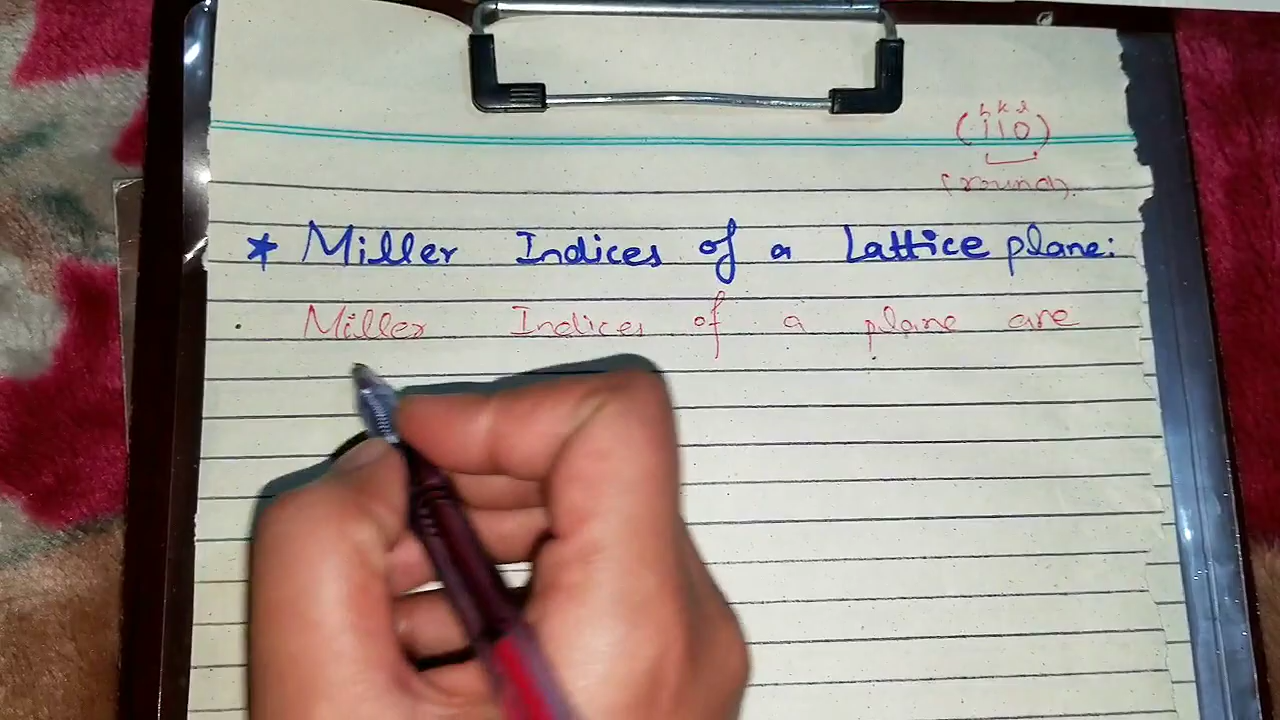 h k l
(110)
(round).
* Miller Indices of a Lattice plane:
. Miller Indices of a plane are